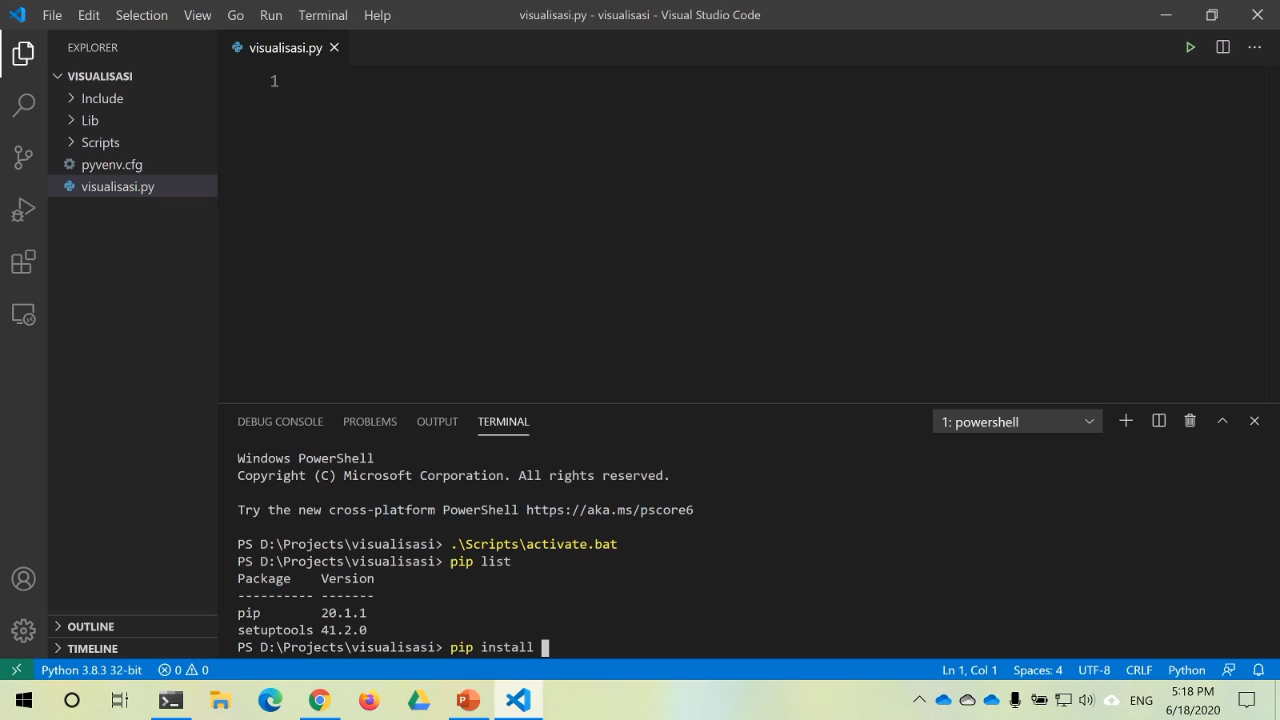 File Edit Selection View Go Run Terminal Help
visualisasi.py - visualisasi - Visual Studio Code
EXPLORER
VISUALISASI
Include
Lib
Scripts
pyvenv.cfg
visualisasi.py
OUTLINE
TIMELINE
visualisasi.py
1
DEBUG CONSOLE PROBLEMS OUTPUT TERMINAL
1: powershell
Windows PowerShell
Copyright (C) Microsoft Corporation. All rights reserved.
Try the new cross-platform PowerShell https://aka.ms/pscore6
PS D:\Projects\visualisasi> .\Scripts\activate.bat
PS D:\Projects\visualisasi> pip list
Package    Version
---------- -------
pip        20.1.1
setuptools 41.2.0
PS D:\Projects\visualisasi> pip install
Python 3.8.3 32-bit 0 0
Ln 1, Col 1 Spaces: 4 UTF-8 CRLF Python
ENG
5:18 PM
6/18/2020